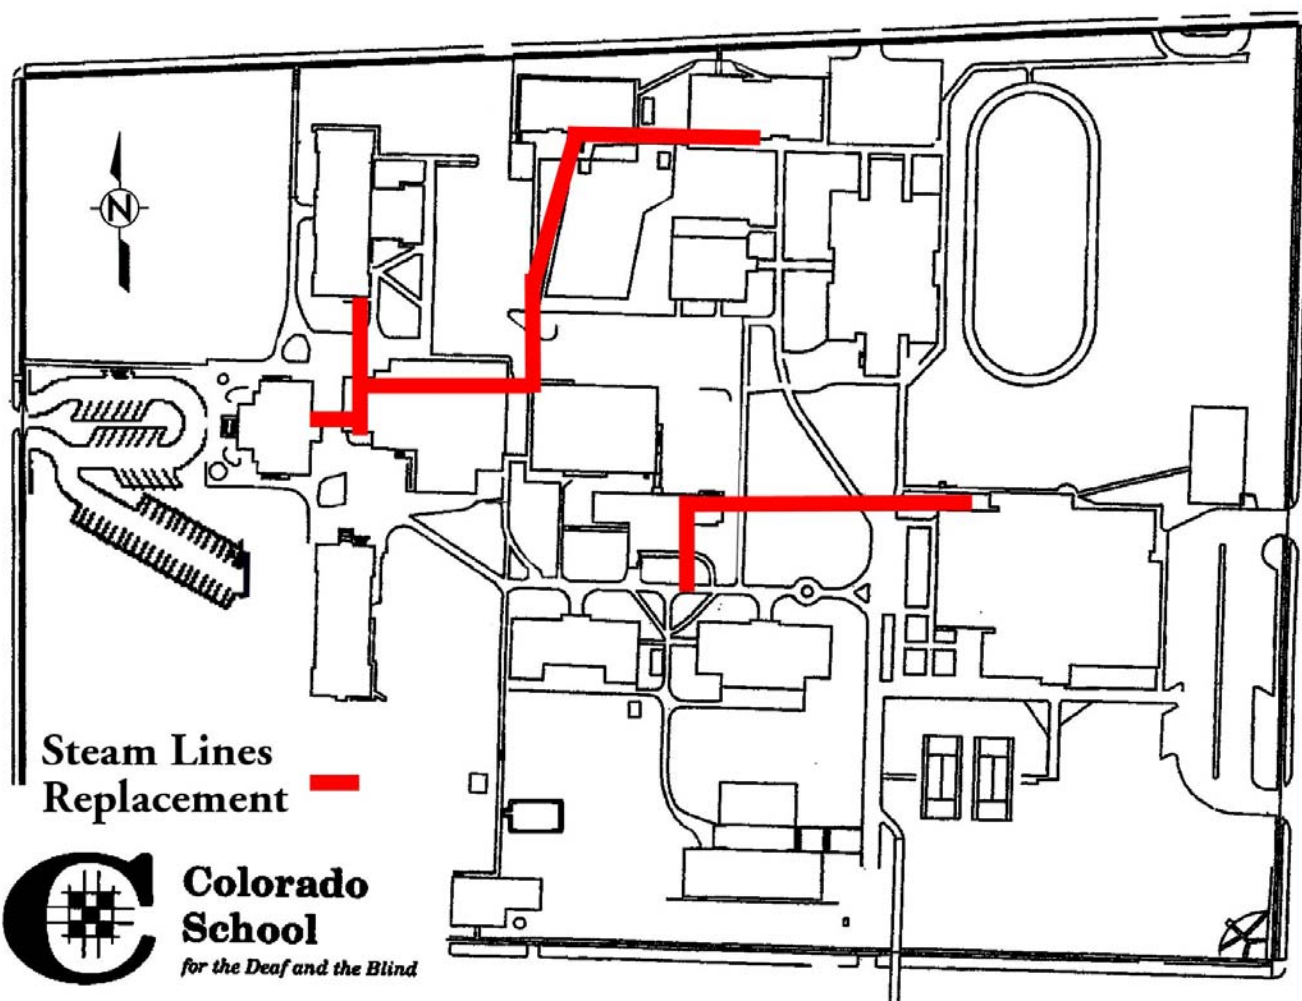 N
Steam Lines
Replacement
C
Colorado
School
for the Deaf and the Blind